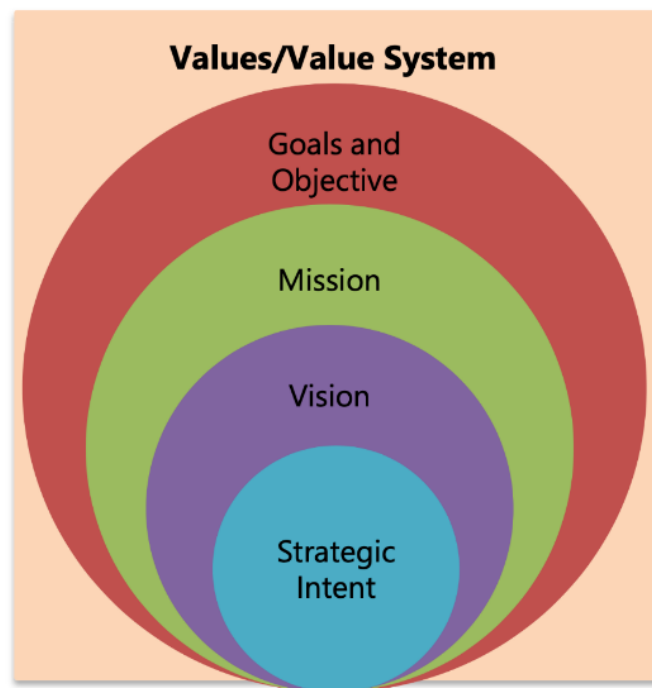 Values/Value System
Goals and
Objective
Mission
Vision
Strategic
Intent